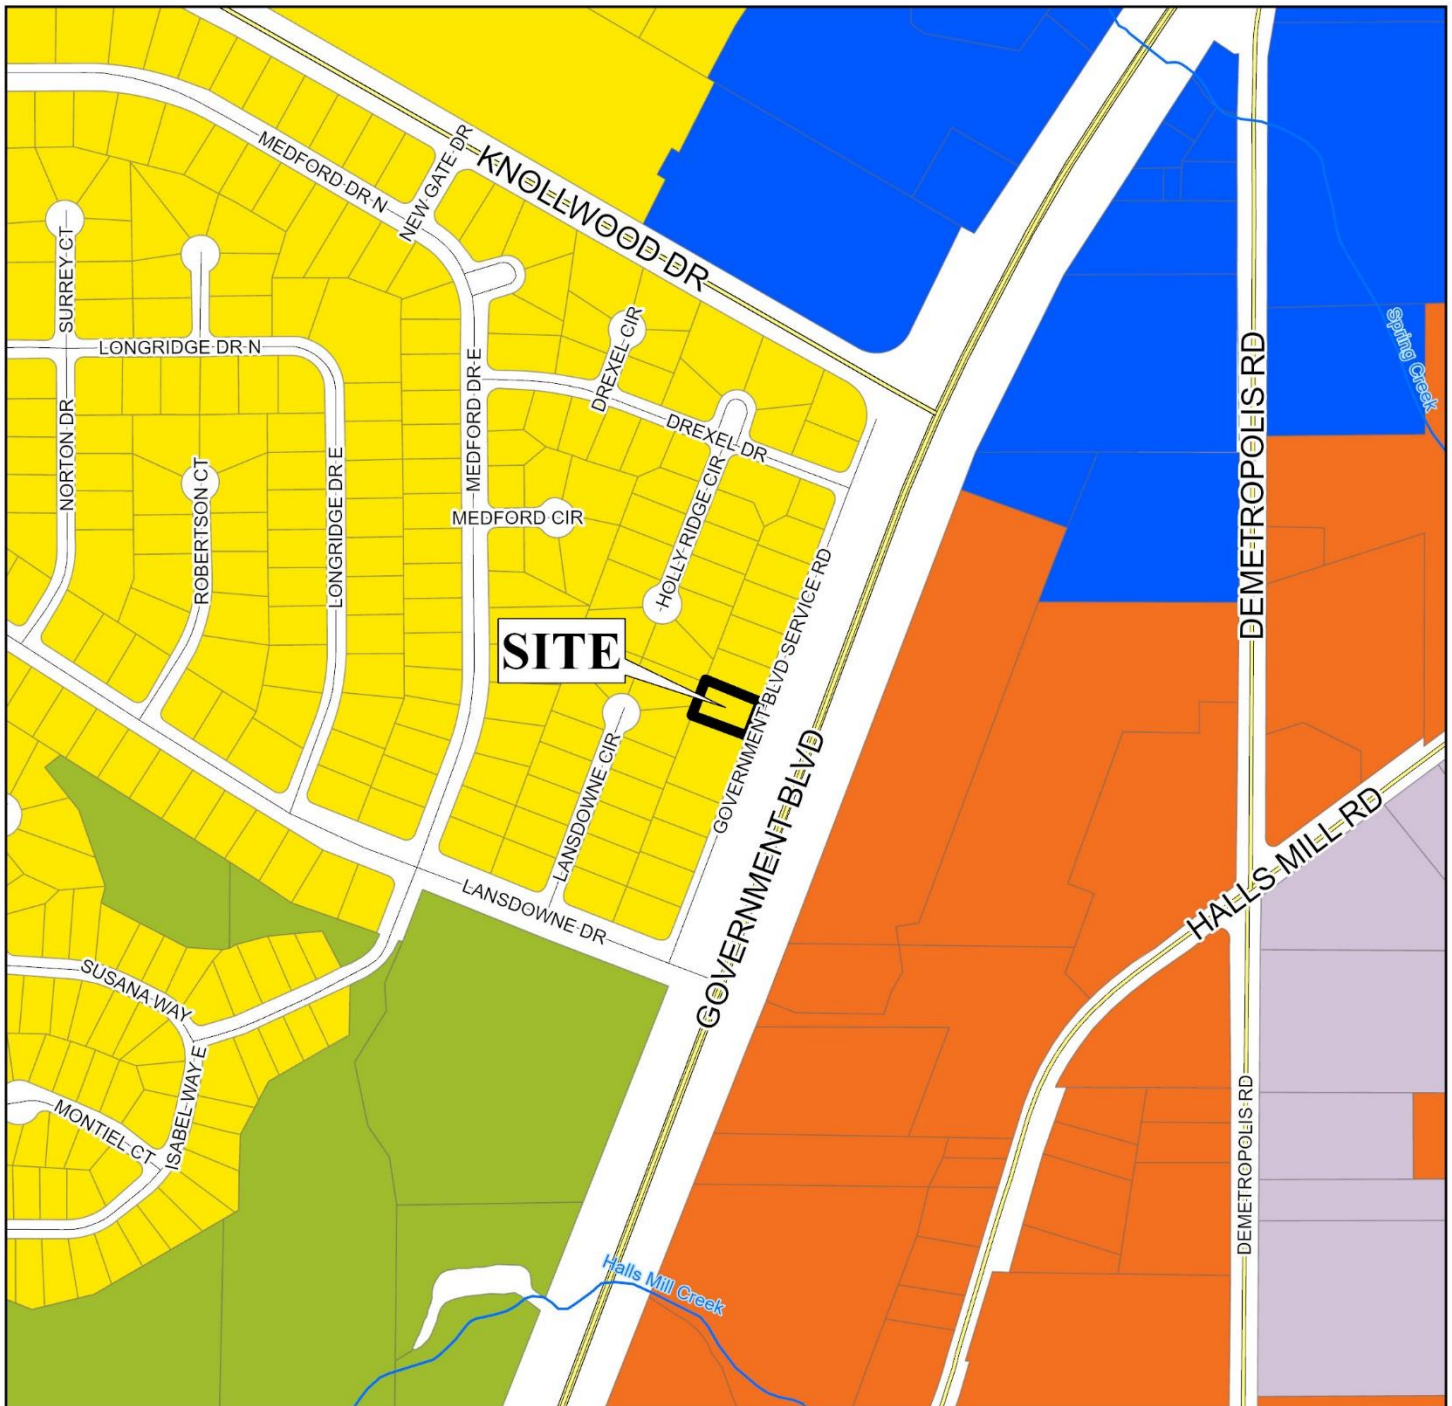 MEDFORD DR N
NEW GATE DR
KNOLLWOOD DR
SURREY CT
LONGRIDGE DR N
DREXEL CIR
MEDFORD DR E
DREXEL DR
NORTON DR
ROBERTSON CT
LONGRIDGE DR E
MEDFORD CIR
HOLLY RIDGE CIR
GOVERNMENT BLVD SERVICE RD
DEMETROPOLIS RD
Spring Creek
SITE
GOVERNMENT BLVD
LANSDOWNE CIR
LANSDOWNE DR
HALLS MILL RD
SUSANA WAY
ISABEL WAY E
MONTIEL CT
DEMETROPOLIS RD
Halls Mill Creek